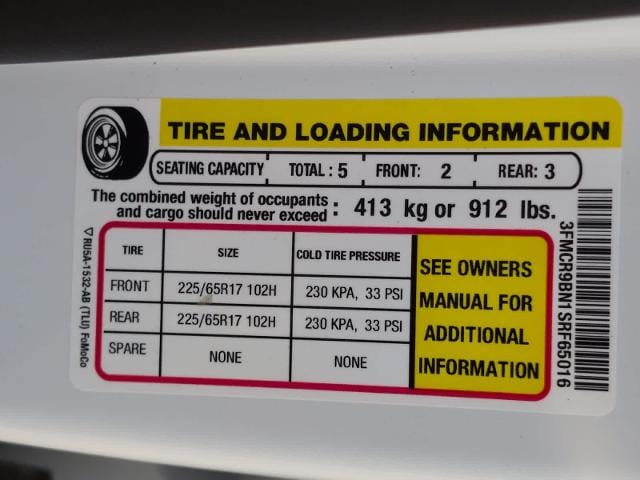 TIRE AND LOADING INFORMATION
SEATING CAPACITY TOTAL : 5 FRONT: 2 REAR: 3
The combined weight of occupants
and cargo should never exceed : 413 kg or 912 lbs.
TIRE SIZE COLD TIRE PRESSURE
FRONT 225/65R17 102H 230 KPA, 33 PSI
REAR 225/65R17 102H 230 KPA, 33 PSI
SPARE NONE NONE
SEE OWNERS
MANUAL FOR
ADDITIONAL
INFORMATION
3FMCR9BN1SRF65016
RU5A-1532-AB (TLU) FoMoCo